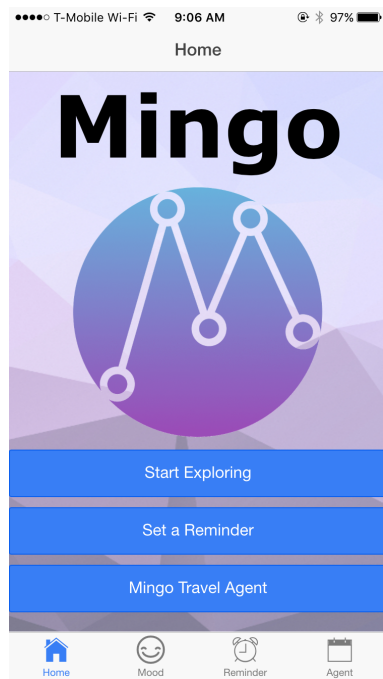 T-Mobile Wi-Fi 9:06 AM 97%
Home
Mingo
Start Exploring
Set a Reminder
Mingo Travel Agent
Home Mood Reminder Agent